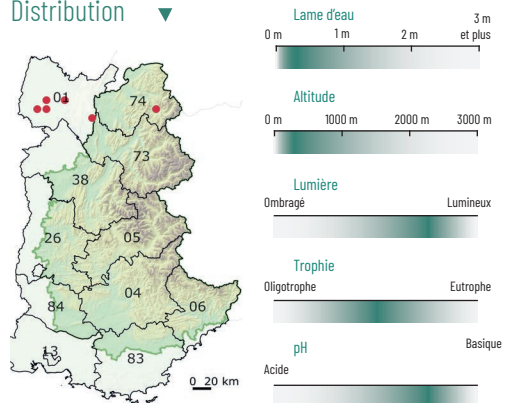 Distribution ▼
01
74
73
38
26
05
04
84
06
13
83
0 20 km
Lame d'eau
0 m 1 m 2 m 3 m
et plus
Altitude
0 m 1000 m 2000 m 3000 m
Lumière
Ombragé Lumineux
Trophie
Oligotrophe Eutrophe
pH
Acide Basique